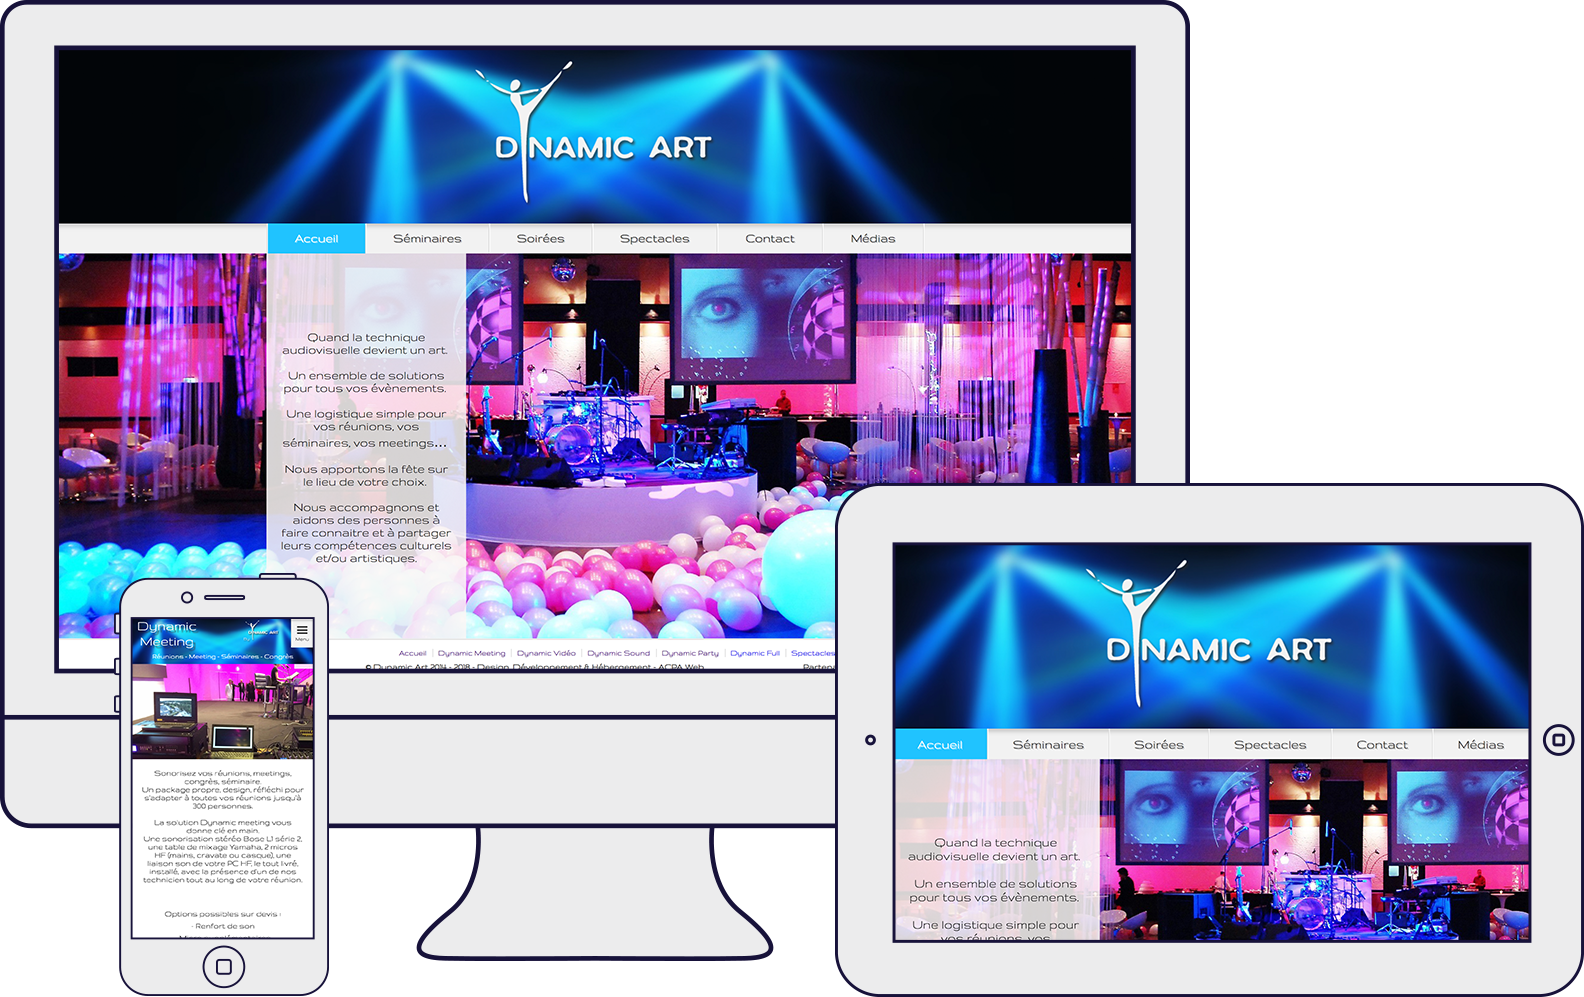 DYNAMIC ART
Accueil Séminaires Soirées Spectacles Contact Médias
Quand la technique
audiovisuelle devient un art.
Un ensemble de solutions
pour tous vos évènements.
Une logistique simple pour
vos réunions, vos
séminaires, vos meetings...
Nous apportons la fête sur
le lieu de votre choix.
Nous accompagnons et
aidons des personnes à
faire connaitre et à partager
leurs compétences culturels
et/ou artistiques.
Accueil Dynamic Meeting Dynamic Vidéo Dynamic Sound Dynamic Party Dynamic Full Spectacles
© Dynamic Art 2014 - 2018 - Design, Développement & Hébergement - ACPA Web
Dynamic
Meeting
DYNAMIC ART
Menu
Réunions - Meeting - Séminaires - Congrès
Sonorisez vos réunions, meetings,
congrès, séminaire.
Un package propre, design, réfléchi pour
s'adapter à toutes vos réunions jusqu'à
300 personnes.
La solution Dynamic meeting vous
donne clé en main.
Une sonorisation stéréo Bose L1 série 2,
une table de mixage Yamaha, 2 micros
HF (mains, cravate ou casque), une
liaison son de votre PC HF, le tout livré,
installé, avec la présence d'un de nos
technicien tout au long de votre réunion.
Options possibles sur devis :
- Renfort de son
DYNAMIC ART
Accueil Séminaires Soirées Spectacles Contact Médias
Quand la technique
audiovisuelle devient un art.
Un ensemble de solutions
pour tous vos évènements.
Une logistique simple pour
vos réunions, vos